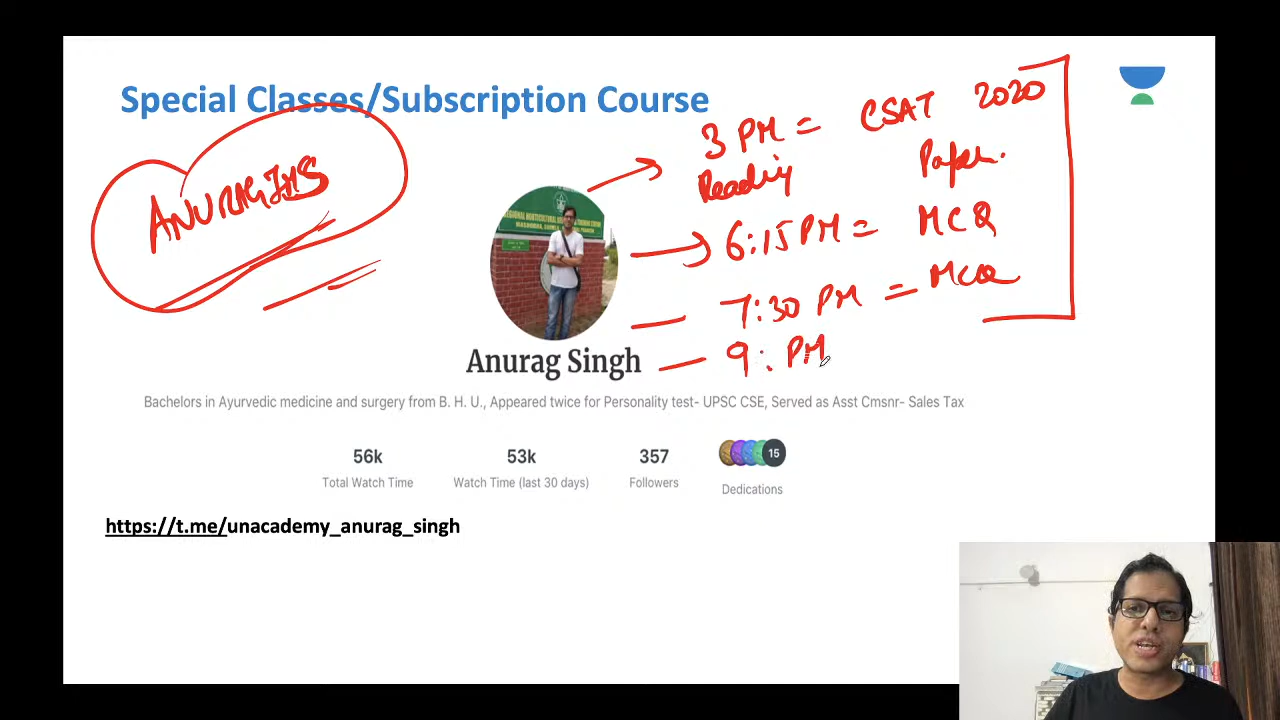 Special Classes/Subscription Course
3 PM = CSAT 2020
Reading Paper.
ANURAGIMS
6:15 PM = MCQ
7:30 PM = MCQ
9: PM
Anurag Singh
Bachelors in Ayurvedic medicine and surgery from B. H. U., Appeared twice for Personality test- UPSC CSE, Served as Asst Cmsnr- Sales Tax
56k 53k 357 15
Total Watch Time Watch Time (last 30 days) Followers Dedications
https://t.me/unacademy_anurag_singh